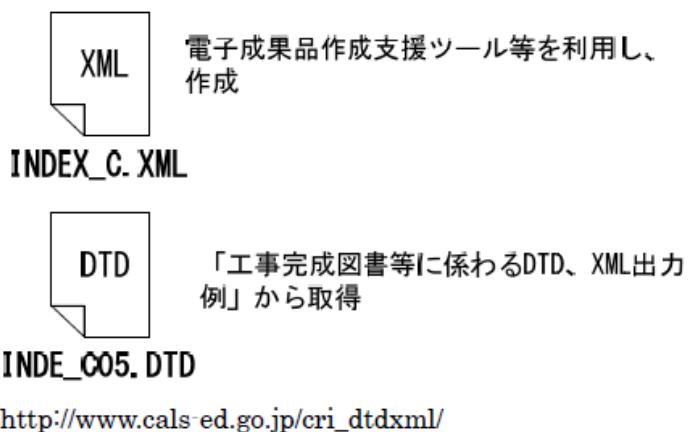 XML
電子成果品作成支援ツール等を利用し、
作成
INDEX_C.XML
DTD
「工事完成図書等に係わるDTD、XML出力
例」から取得
INDE_C05.DTD
http://www.cals-ed.go.jp/cri_dtdxml/